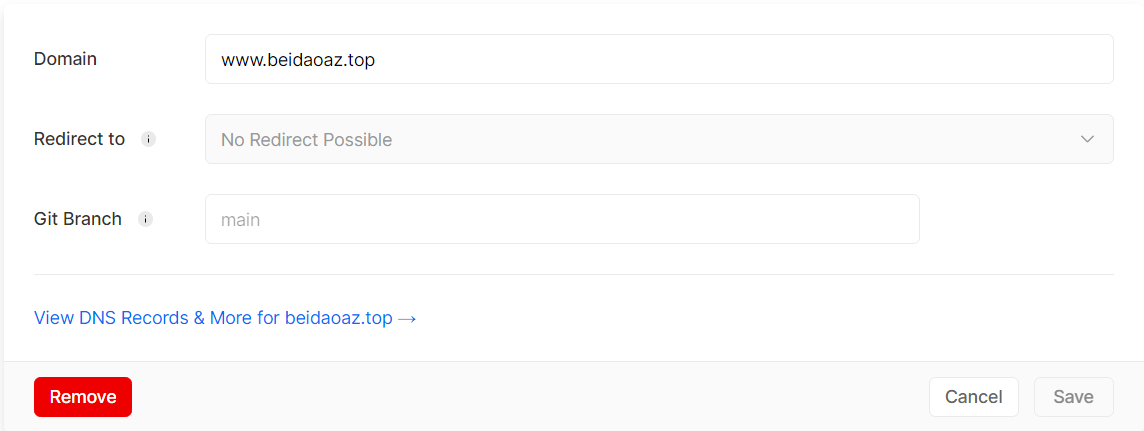 Domain
www.beidaoaz.top
Redirect to i
No Redirect Possible
Git Branch i
main
View DNS Records & More for beidaoaz.top →
Remove
Cancel
Save